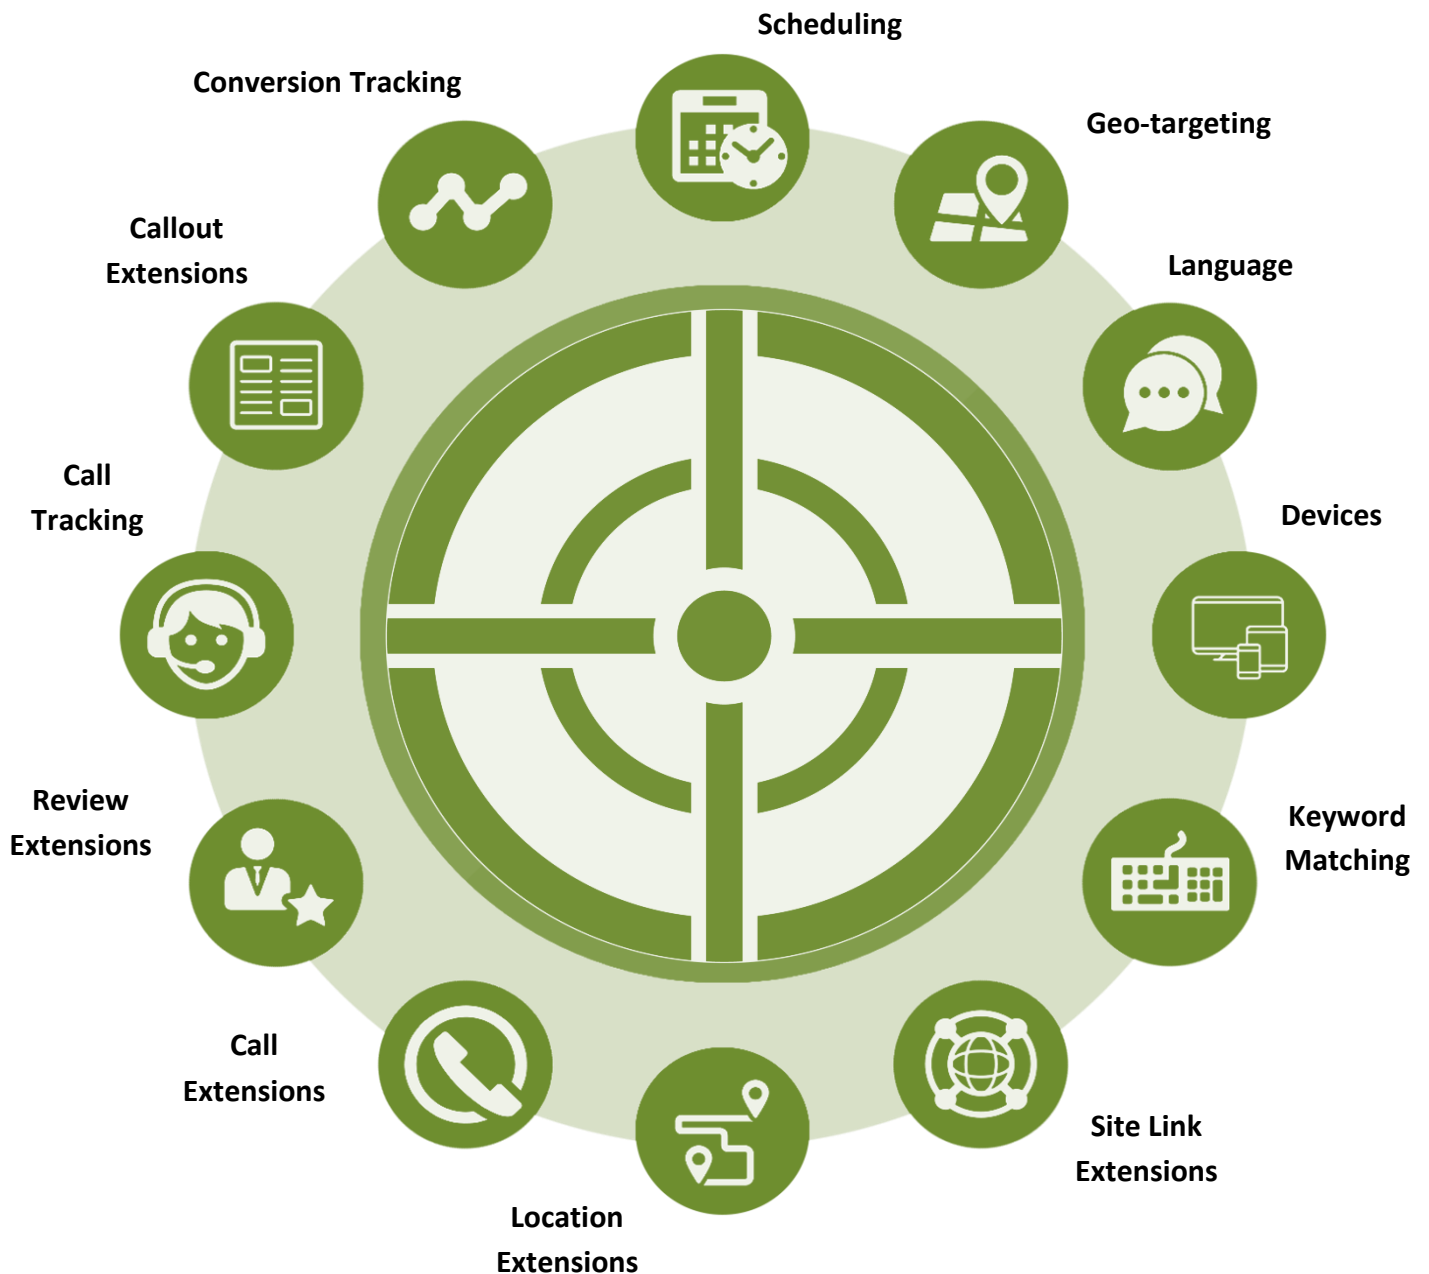 Scheduling
Conversion Tracking
Geo-targeting
Callout
Extensions
Language
Call
Tracking
Devices
Review
Extensions
Keyword
Matching
Call
Extensions
Site Link
Extensions
Location
Extensions